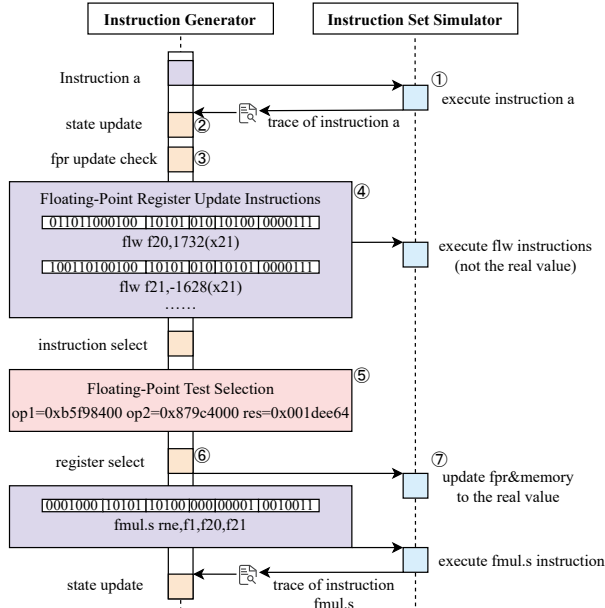 Instruction Generator
Instruction Set Simulator
Instruction a
①
execute instruction a
trace of instruction a
state update
②
fpr update check
③
④
Floating-Point Register Update Instructions
011011000100 10101 010 10100 0000111
flw f20,1732(x21)
100110100100 10101 010 10101 0000111
flw f21,-1628(x21)
……
execute flw instructions
(not the real value)
instruction select
⑤
Floating-Point Test Selection
op1=0xb5f98400 op2=0x879c4000 res=0x001dee64
register select
⑥
⑦
update fpr&memory
to the real value
0001000 10101 10100 000 00001 0010011
fmul.s rne,f1,f20,f21
execute fmul.s instruction
state update
trace of instruction
fmul.s